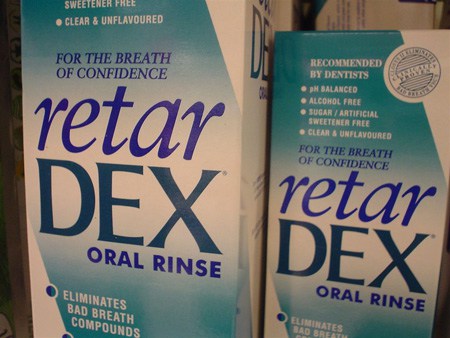 SWEETENER FREE
CLEAR & UNFLAVOURED
FOR THE BREATH
OF CONFIDENCE
retar
DEX®
ORAL RINSE
ELIMINATES
BAD BREATH
COMPOUNDS
DEX
ORAL
RECOMMENDED
BY DENTISTS
pH BALANCED
ALCOHOL FREE
SUGAR / ARTIFICIAL
SWEETENER FREE
CLEAR & UNFLAVOURED
FOR THE BREATH
OF CONFIDENCE
retar
DEX®
ORAL RINSE
ELIMINATES
BAD BREATH